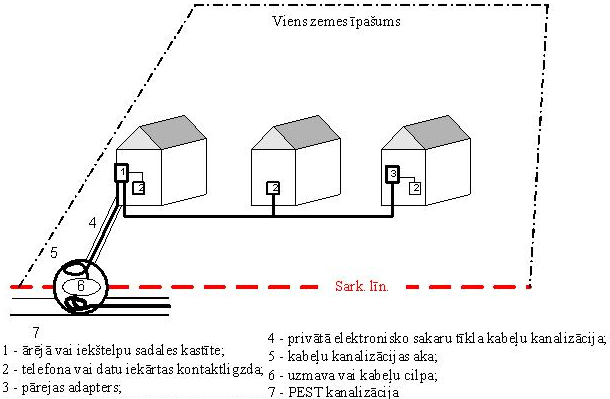 Viens zemes īpašums
1
2
2
3
2
4
5
6
Sark. līn.
7
1 - ārējā vai iekštelpu sadales kastīte;
2 - telefona vai datu iekārtas kontaktligzda;
3 - pārejas adapters;
4 - privātā elektronisko sakaru tīkla kabeļu kanalizācija;
5 - kabeļu kanalizācijas aka;
6 - uzmava vai kabeļu cilpa;
7 - PEST kanalizācija